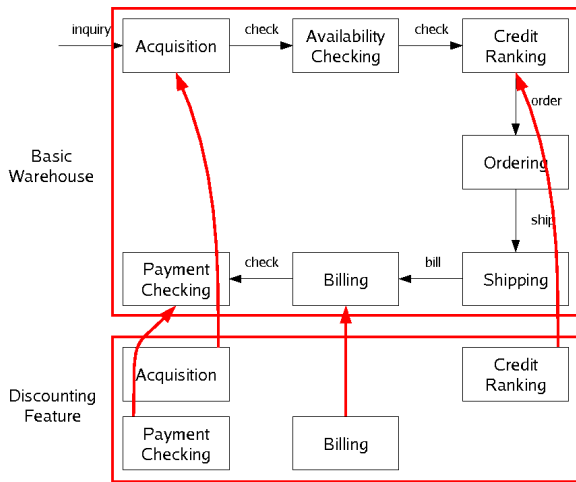 inquiry
check
check
Acquisition
Availability
Checking
Credit
Ranking
order
Basic
Warehouse
Ordering
ship
Payment
Checking
check
Billing
bill
Shipping
Discounting
Feature
Acquisition
Credit
Ranking
Payment
Checking
Billing